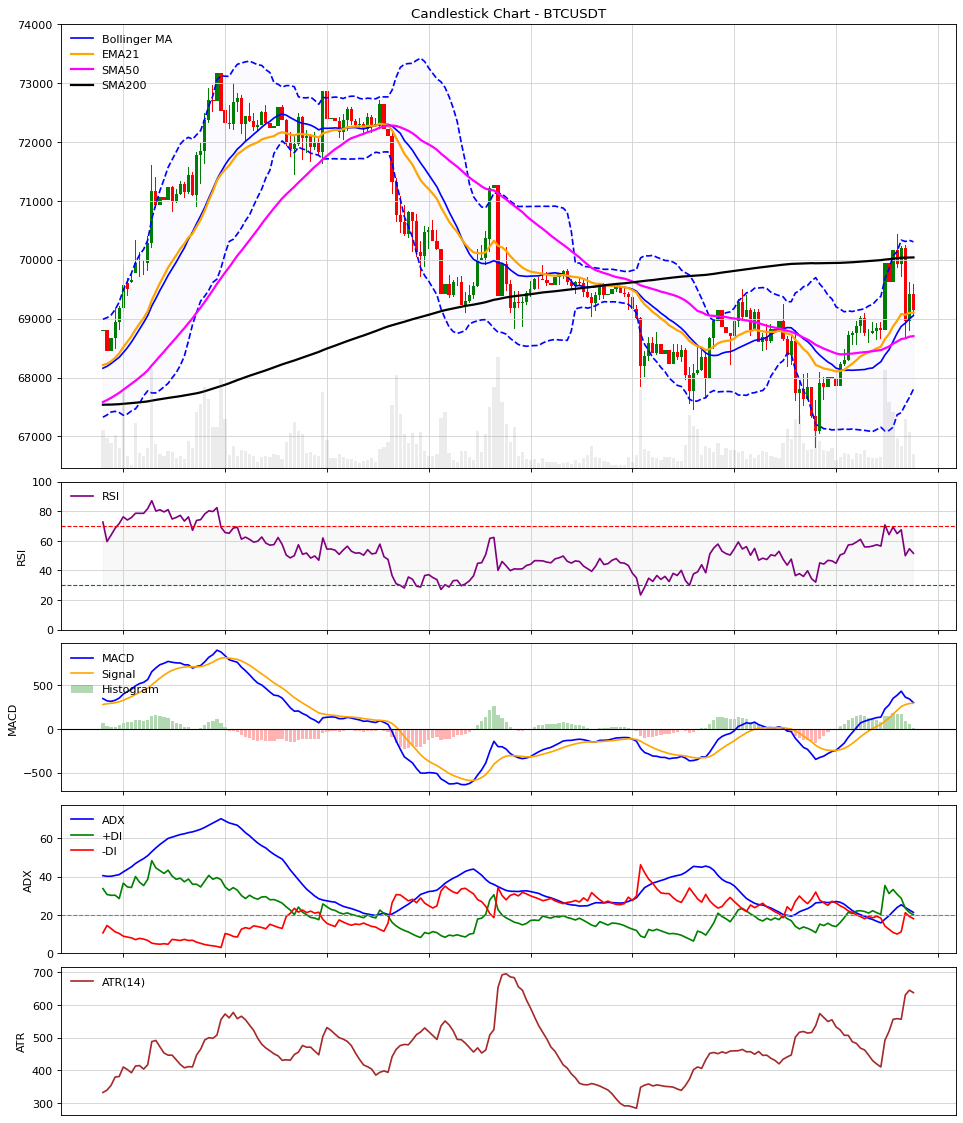 Candlestick Chart - BTCUSDT
74000
73000
72000
71000
70000
69000
68000
67000
Bollinger MA
EMA21
SMA50
SMA200
RSI
100
80
60
40
20
0
RSI
MACD
500
0
−500
MACD
Signal
Histogram
ADX
60
40
20
0
ADX
+DI
-DI
ATR
700
600
500
400
300
ATR(14)